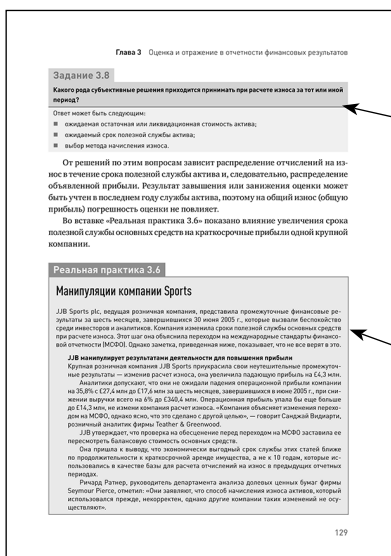 Глава 3 Оценка и отражение в отчетности финансовых результатов
Задание 3.8
Какого рода субъективные решения приходится принимать при расчете износа за тот или иной
период?
Ответ может быть следующим:
■ ожидаемая остаточная или ликвидационная стоимость актива;
■ ожидаемый срок полезной службы актива;
■ выбор метода начисления износа.
От решений по этим вопросам зависит распределение отчислений на из-
нос в течение срока полезной службы актива и, следовательно, распределение
объявленной прибыли. Результат завышения или занижения оценки может
быть учтен в последнем году службы актива, поэтому на общий износ (общую
прибыль) погрешность оценки не повлияет.
Во вставке «Реальная практика 3.6» показано влияние увеличения срока
полезной службы основных средств на краткосрочные прибыли одной крупной
компании.
Реальная практика 3.6
Манипуляции компании Sports
JJB Sports plc, ведущая розничная компания, представила промежуточные финансовые ре-
зультаты за шесть месяцев, завершившихся 30 июня 2005 г., которые вызвали беспокойство
среди инвесторов и аналитиков. Компания изменила сроки полезной службы основных средств
при расчете износа. Этот шаг она объяснила переходом на международные стандарты финансо-
вой отчетности (МСФО). Однако заметка, приведенная ниже, показывает, что не все верят в это.
JJB манипулирует результатами деятельности для повышения прибыли
Крупная розничная компания JJB Sports приукрасила свои неутешительные промежуточ-
ные результаты — изменив расчет износа, она увеличила падающую прибыль на £4,3 млн.
Аналитики допускают, что они не ожидали падения операционной прибыли компании
на 35,8% с £27,4 млн до £17,6 млн за шесть месяцев, завершившихся в июне 2005 г., при сни-
жении выручки всего на 6% до £340,4 млн. Операционная прибыль упала бы еще больше
до £14,3 млн, не измени компания расчет износа. «Компания объясняет изменения перехо-
дом на МСФО, однако ясно, что это сделано с другой целью», — говорит Санджай Видиарти,
розничный аналитик фирмы Teather & Greenwood.
JJB утверждает, что проверка на обесценение перед переходом на МСФО заставила ее
пересмотреть балансовую стоимость основных средств.
Она пришла к выводу, что экономически выгодный срок службы этих статей ближе
по продолжительности к краткосрочной аренде имущества, а не к 10 годам, которые ис-
пользовались в качестве базы для расчета отчислений на износ в предыдущих отчетных
периодах.
Ричард Ратнер, руководитель департамента анализа долевых ценных бумаг фирмы
Seymour Pierce, отметил: «Они заявляют, что способ начисления износа активов, который
использовался прежде, некорректен, однако другие компании таких изменений не осу-
ществляют».
129